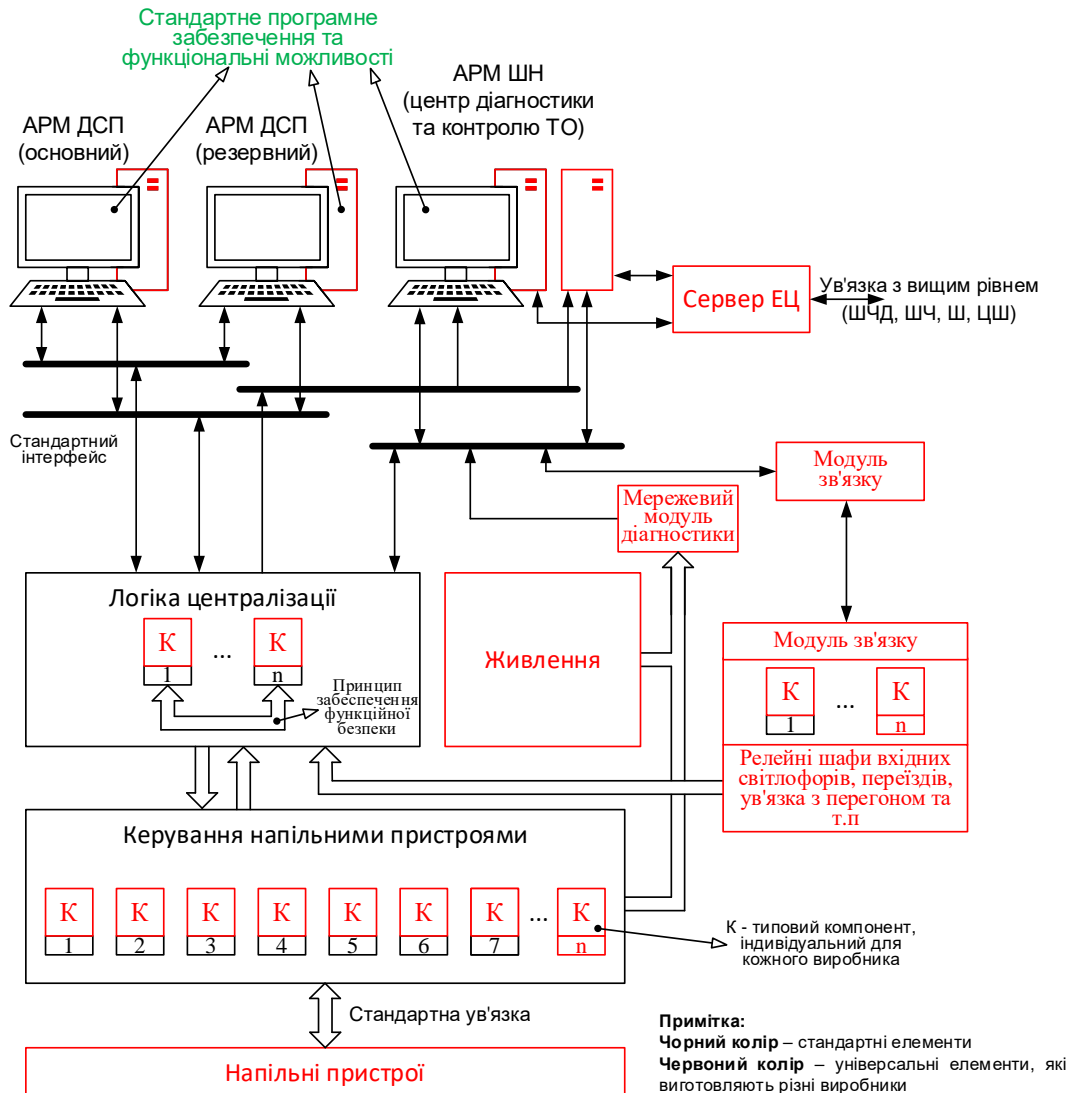 Стандартне програмне
забезпечення та
функціональні можливості
АРМ ШН
(центр діагностики
та контролю ТО)
АРМ ДСП
(основний)
АРМ ДСП
(резервний)
Сервер ЕЦ
Ув'язка з вищим рівнем
(ШЧД, ШЧ, Ш, ЦШ)
Стандартний
інтерфейс
Модуль
зв'язку
Мережевий
модуль
діагностики
Логіка централізації
К
...
К
1
n
Принцип
забеспечення
функційної
безпеки
Живлення
Модуль зв'язку
К
...
К
1
n
Релейні шафи вхідних
світлофорів, переїздів,
ув'язка з перегоном та
т.п
Керування напільними пристроями
К К К К К К К ... К
1 2 3 4 5 6 7 n
К - типовий компонент,
індивідуальний для
кожного виробника
Стандартна ув'язка
Напільні пристрої
Примітка:
Чорний колір – стандартні елементи
Червоний колір – універсальні елементи, які
виготовляють різні виробники